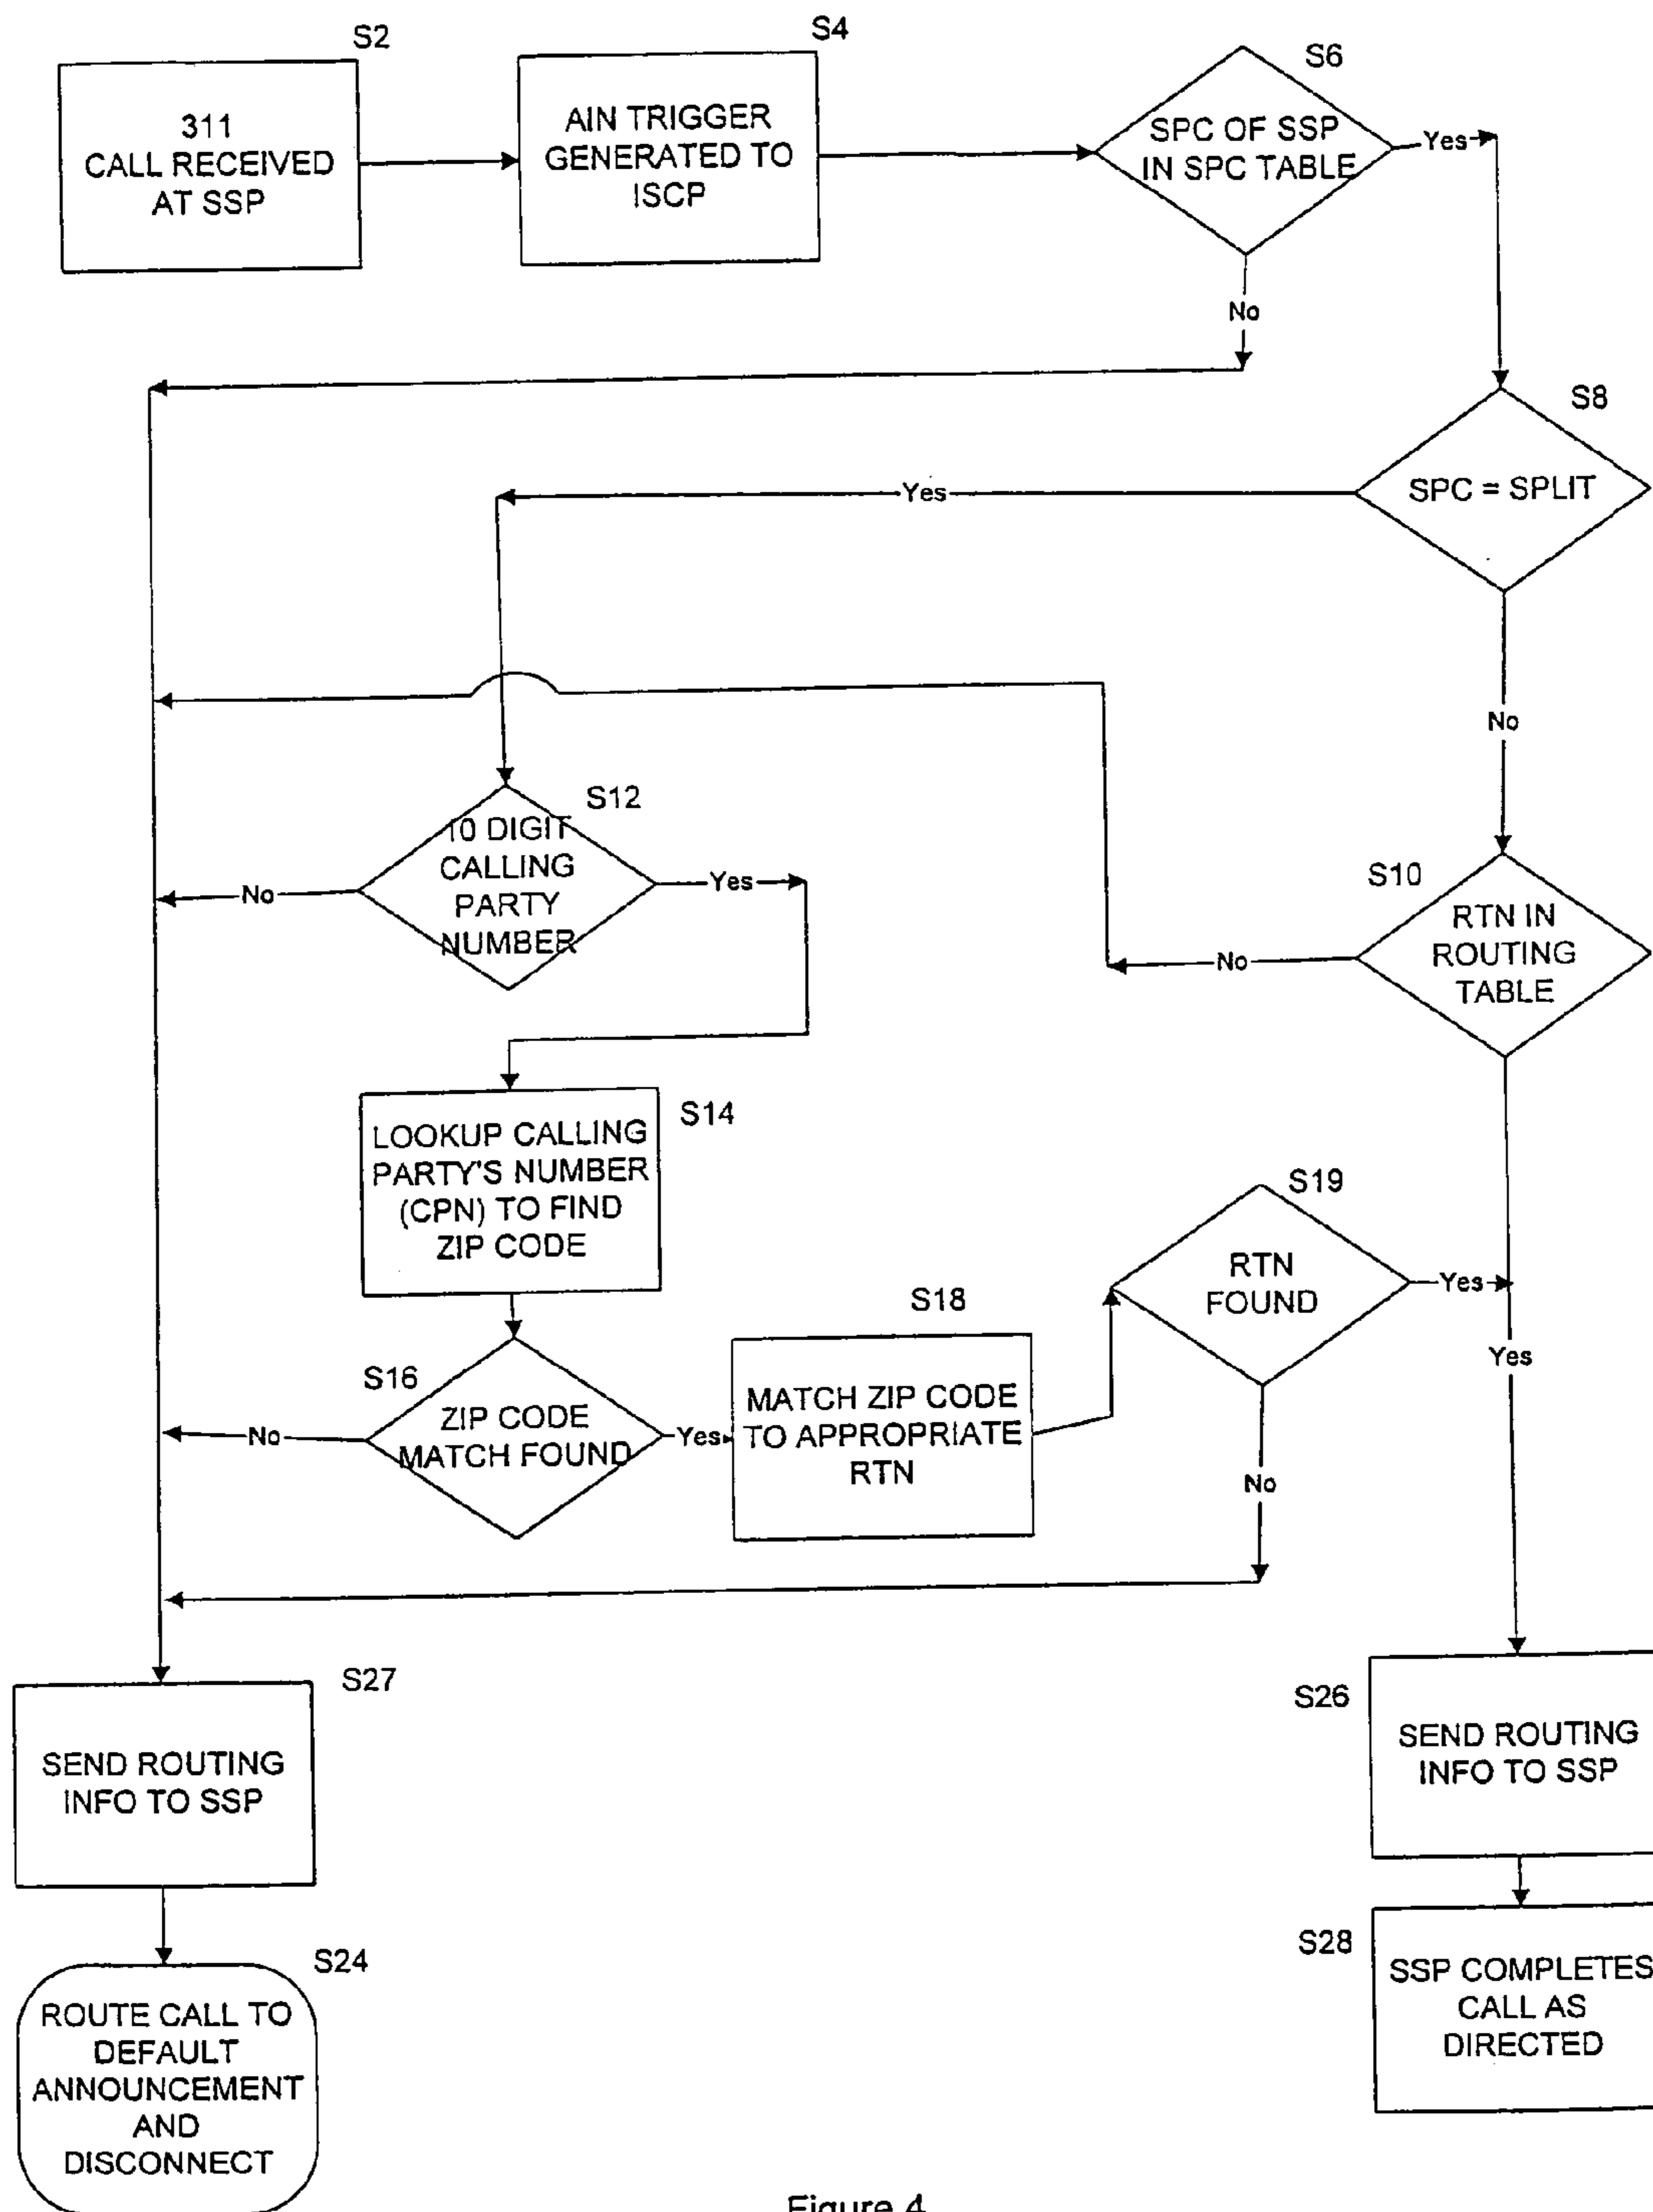 S2
311
CALL RECEIVED
AT SSP
S4
AIN TRIGGER
GENERATED TO
ISCP
S6
SPC OF SSP
IN SPC TABLE
Yes
No
S8
SPC = SPLIT
Yes
No
S12
10 DIGIT
CALLING
PARTY
NUMBER
No
Yes
S10
RTN IN
ROUTING
TABLE
No
Yes
S14
LOOKUP CALLING
PARTY'S NUMBER
(CPN) TO FIND
ZIP CODE
S16
ZIP CODE
MATCH FOUND
No
Yes
S18
MATCH ZIP CODE
TO APPROPRIATE
RTN
S19
RTN
FOUND
Yes
No
S27
SEND ROUTING
INFO TO SSP
S26
SEND ROUTING
INFO TO SSP
S24
ROUTE CALL TO
DEFAULT
ANNOUNCEMENT
AND
DISCONNECT
S28
SSP COMPLETES
CALL AS
DIRECTED
Figure 4